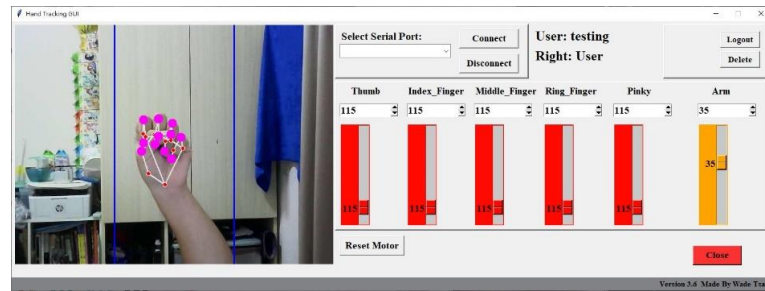 Hand Tracking GUI
Select Serial Port:
Connect
Disconnect
User: testing
Right: User
Logout
Delete
Thumb Index_Finger Middle_Finger Ring_Finger Pinky Arm
115 115 115 115 115 35
35
115 115 115 115 115
Reset Motor
Close
Version 3.6 Made By Wade